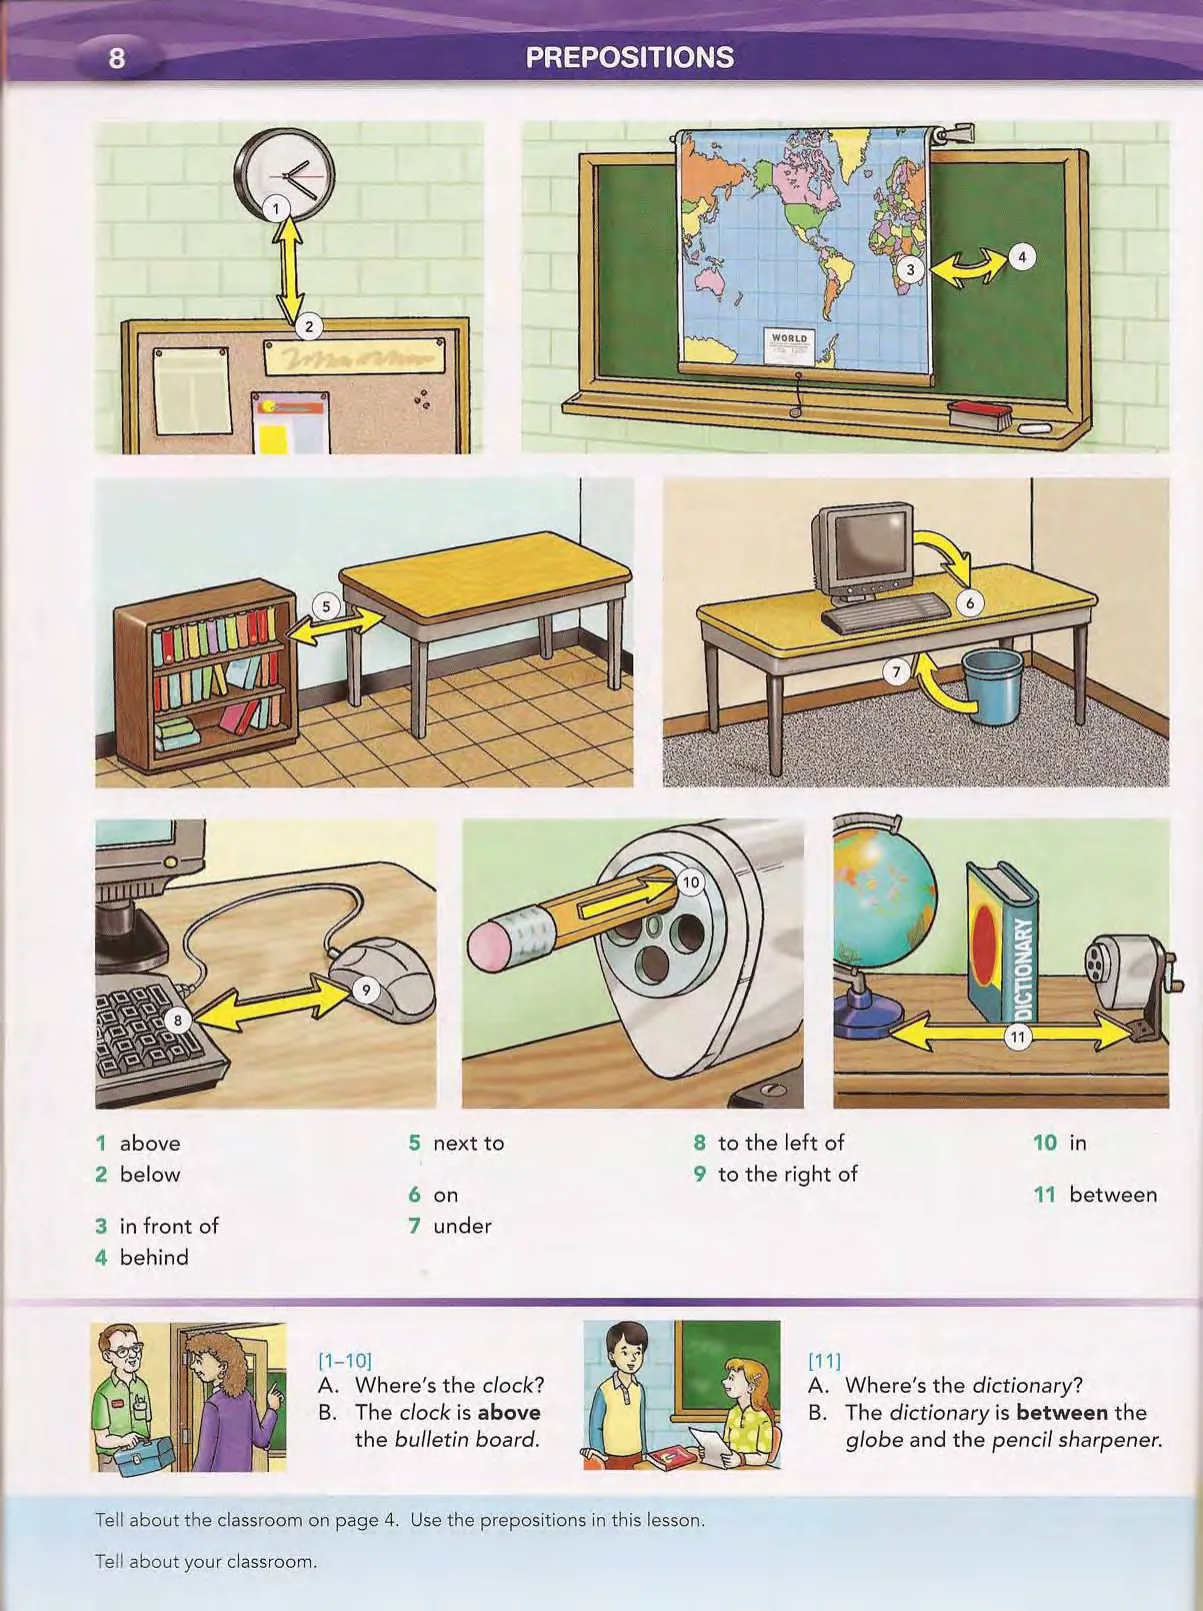 8
PREPOSITIONS
1
2
WORLD
3
4
5
6
7
8
9
10
DICTIONARY
11
1 above
2 below
3 in front of
4 behind
5 next to
6 on
7 under
8 to the left of
9 to the right of
10 in
11 between
[1–10]
A. Where's the clock?
B. The clock is above
the bulletin board.
[11]
A. Where's the dictionary?
B. The dictionary is between the
globe and the pencil sharpener.
Tell about the classroom on page 4. Use the prepositions in this lesson.
Tell about your classroom.